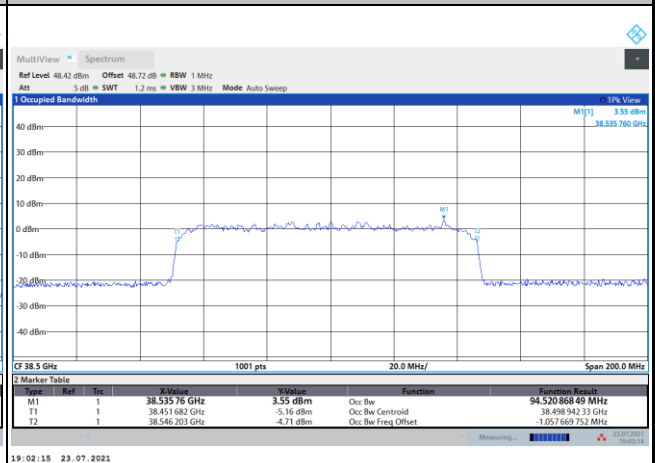 MultiView Spectrum
Ref Level 48.42 dBm Offset 48.72 dB RBW 1 MHz
Att 5 dB SWT 1.2 ms VBW 3 MHz Mode Auto Sweep
1 Occupied Bandwidth 1Pk View
M1[1] 3.55 dBm
38.535 760 GHz
40 dBm
30 dBm
20 dBm
10 dBm
M1
0 dBm
T1 T2
-10 dBm
-20 dBm
-30 dBm
-40 dBm
CF 38.5 GHz 1001 pts 20.0 MHz/ Span 200.0 MHz
2 Marker Table
Type Ref Trc X-Value Y-Value Function Function Result
M1 1 38.535 76 GHz 3.55 dBm Occ Bw 94.520 868 49 MHz
T1 1 38.451 682 GHz -5.16 dBm Occ Bw Centroid 38.498 942 33 GHz
T2 1 38.546 203 GHz -4.71 dBm Occ Bw Freq Offset -1.057 669 752 MHz
Measuring... 23.07.2021
19:02:14
19:02:15 23.07.2021